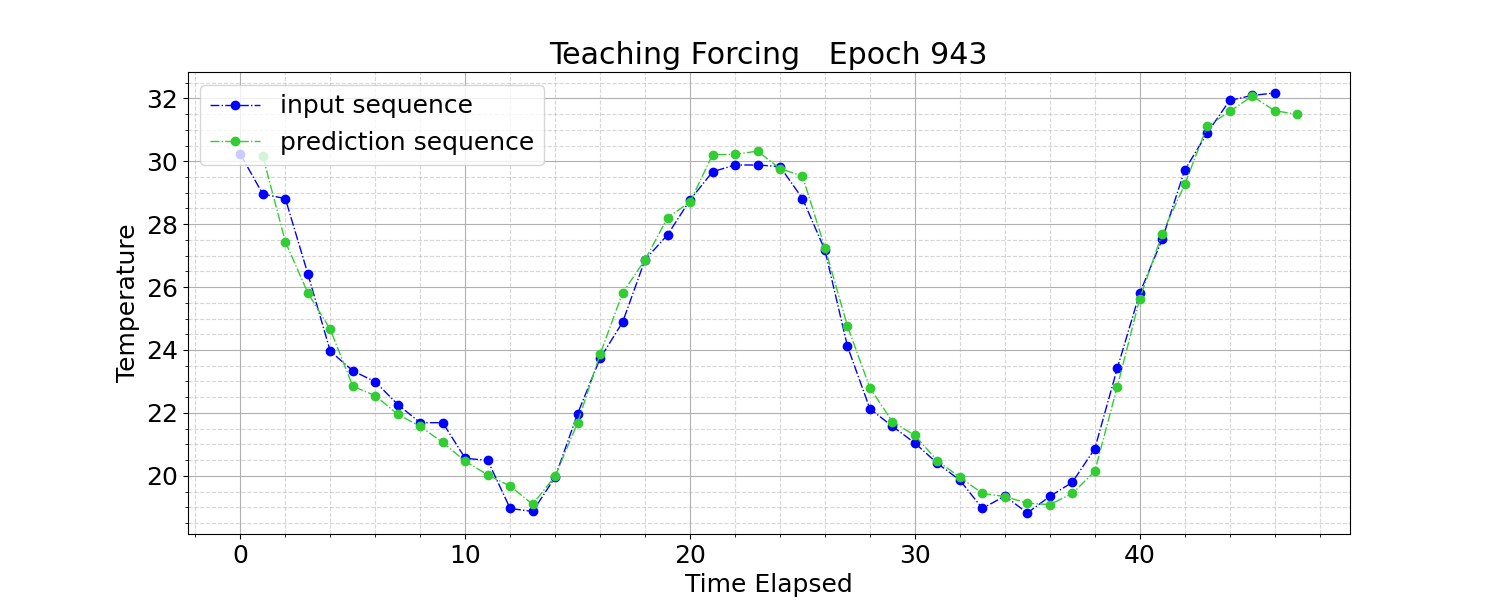 Teaching Forcing   Epoch 943
input sequence
prediction sequence
32
30
28
26
24
22
20
Temperature
0 10 20 30 40
Time Elapsed